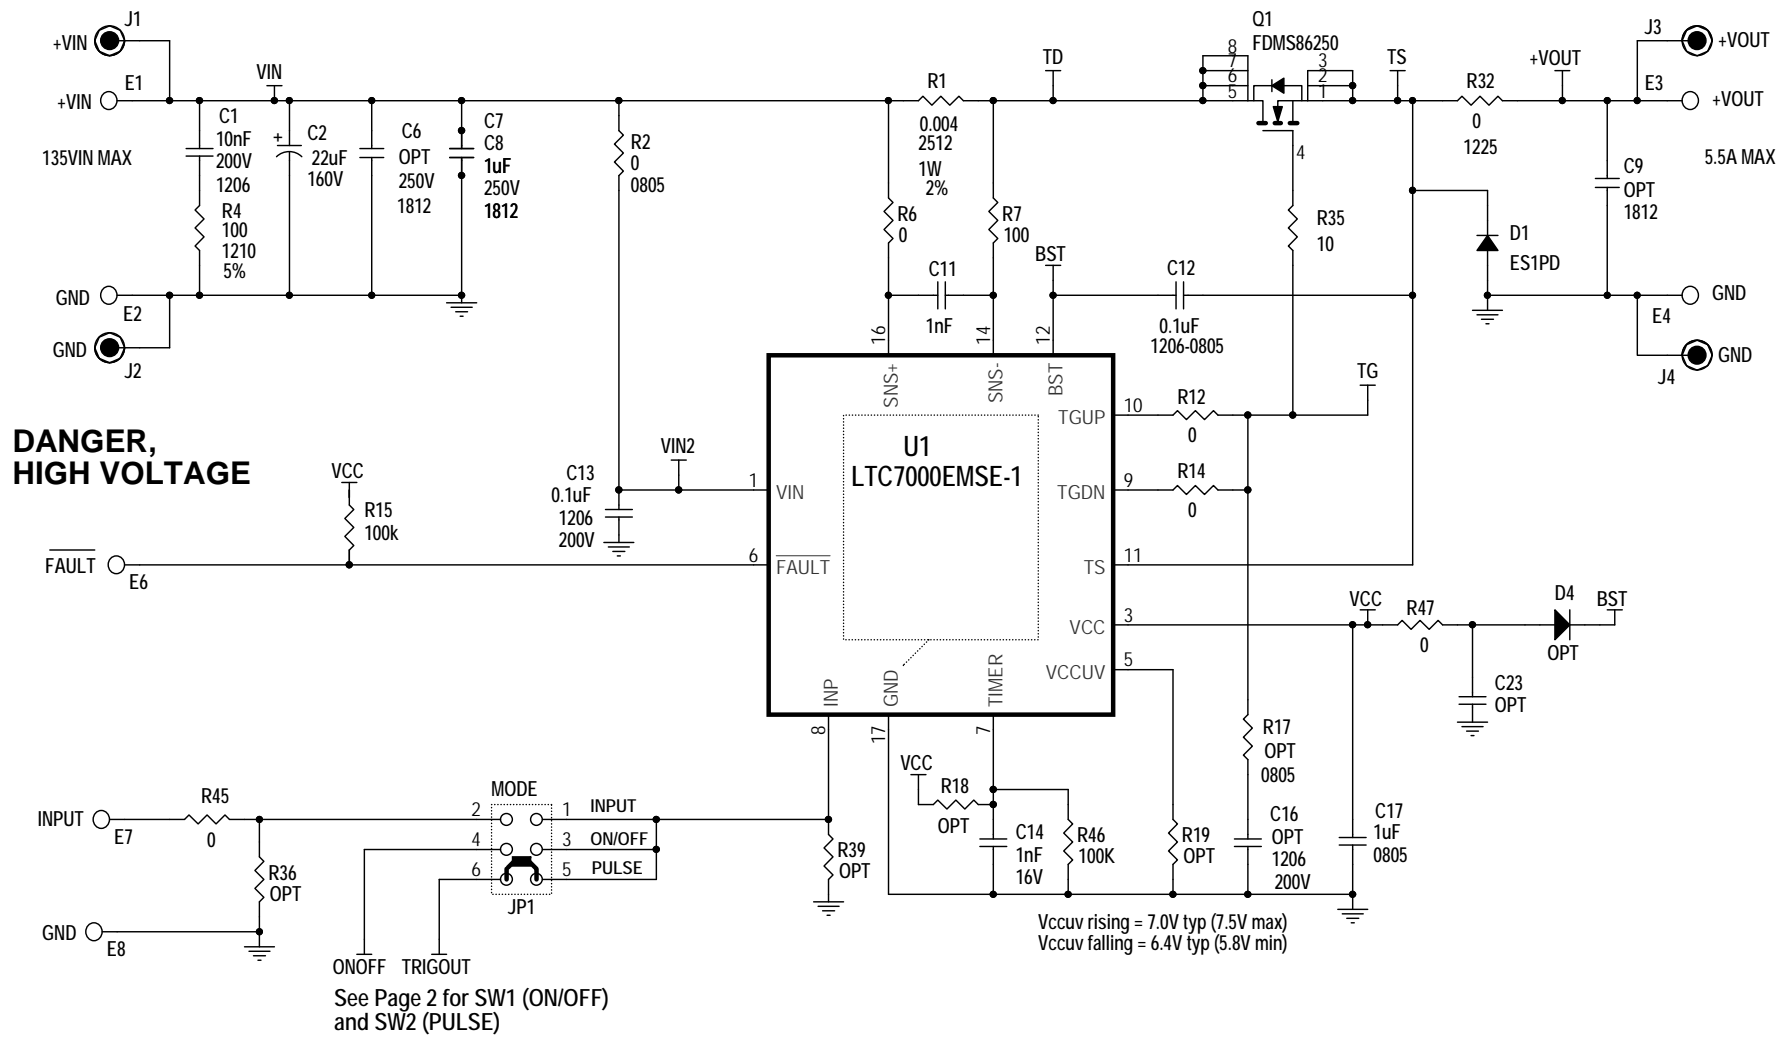 J1
+VIN
E1
+VIN
135VIN MAX
VIN
C1
10nF
200V
1206
R4
100
1210
5%
+
C2
22uF
160V
C6
OPT
250V
1812
C7
C8
1uF
250V
1812
GND
E2
GND
J2
R2
0
0805
R1
0.004
2512
1W
2%
R6
0
R7
100
C11
1nF
TD
Q1
FDMS86250
8
7
6
5
3
2
1
4
TS
R32
0
1225
+VOUT
J3
+VOUT
E3
+VOUT
5.5A MAX
C9
OPT
1812
D1
ES1PD
GND
E4
GND
J4
R35
10
BST
C12
0.1uF
1206-0805
16
14
12
SNS+
SNS-
BST
DANGER,
HIGH VOLTAGE
VCC
R15
100k
FAULT
E6
C13
0.1uF
1206
200V
VIN2
1
VIN
6
FAULT
U1
LTC7000EMSE-1
TGUP
10
R12
0
TG
TGDN
9
R14
0
TS
11
VCC
3
VCC
R47
0
D4
OPT
BST
C23
OPT
VCCUV
5
INP
GND
TIMER
8
17
7
VCC
R18
OPT
C14
1nF
16V
R46
100K
R19
OPT
R17
OPT
0805
C16
OPT
1206
200V
C17
1uF
0805
INPUT
E7
R45
0
R36
OPT
GND
E8
MODE
2
1
INPUT
4
3
ON/OFF
6
5
PULSE
JP1
R39
OPT
ONOFF
TRIGOUT
Vccuv rising = 7.0V typ (7.5V max)
Vccuv falling = 6.4V typ (5.8V min)
See Page 2 for SW1 (ON/OFF)
and SW2 (PULSE)